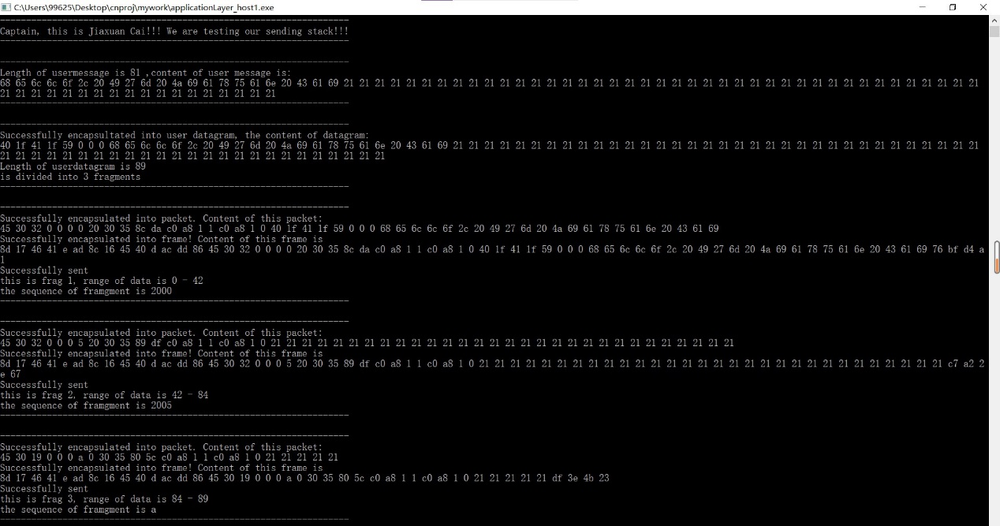 C:\Users\99625\Desktop\cnproj\mywork\applicationLayer_host1.exe
-------------------------------------------------------------------
Captain, this is Jiaxuan Cai!!! We are testing our sending stack!!!
-------------------------------------------------------------------
-------------------------------------------------------------------
Length of usermessage is 81 ,content of user message is:
68 65 6c 6c 6f 2c 20 49 27 6d 20 4a 69 61 78 75 61 6e 20 43 61 69 21 21 21 21 21 21 21 21 21 21 21 21 21 21 21 21 21 21 21 21 21 21 21 21 21 21 21 21 21 21 21 21 21 21 21 21 21 21 21 21 21
21 21 21 21 21 21 21 21 21 21 21 21 21 21 21 21 21 21
-------------------------------------------------------------------
-------------------------------------------------------------------
Successfully encapsultated into user datagram, the content of datagram:
40 1f 41 1f 59 0 0 0 68 65 6c 6c 6f 2c 20 49 27 6d 20 4a 69 61 78 75 61 6e 20 43 61 69 21 21 21 21 21 21 21 21 21 21 21 21 21 21 21 21 21 21 21 21 21 21 21 21 21 21 21 21 21 21 21 21 21 21
21 21 21 21 21 21 21 21 21 21 21 21 21 21 21 21 21 21 21 21 21 21 21 21 21
Length of userdatagram is 89
is divided into 3 fragments
-------------------------------------------------------------------
-------------------------------------------------------------------
Successfully encapsulated into packet. Content of this packet:
45 30 32 0 0 0 0 20 30 35 8c da c0 a8 1 1 c0 a8 1 0 40 1f 41 1f 59 0 0 0 68 65 6c 6c 6f 2c 20 49 27 6d 20 4a 69 61 78 75 61 6e 20 43 61 69
Successfully encapsulated into frame! Content of this frame is
8d 17 46 41 e ad 8c 16 45 40 d ac dd 86 45 30 32 0 0 0 0 20 30 35 8c da c0 a8 1 1 c0 a8 1 0 40 1f 41 1f 59 0 0 0 68 65 6c 6c 6f 2c 20 49 27 6d 20 4a 69 61 78 75 61 6e 20 43 61 69 76 bf d4 a
1
Successfully sent
this is frag 1, range of data is 0 - 42
the sequence of framgment is 2000
-------------------------------------------------------------------
-------------------------------------------------------------------
Successfully encapsulated into packet. Content of this packet:
45 30 32 0 0 0 5 20 30 35 89 df c0 a8 1 1 c0 a8 1 0 21 21 21 21 21 21 21 21 21 21 21 21 21 21 21 21 21 21 21 21 21 21 21 21 21 21 21 21 21 21
Successfully encapsulated into frame! Content of this frame is
8d 17 46 41 e ad 8c 16 45 40 d ac dd 86 45 30 32 0 0 0 5 20 30 35 89 df c0 a8 1 1 c0 a8 1 0 21 21 21 21 21 21 21 21 21 21 21 21 21 21 21 21 21 21 21 21 21 21 21 21 21 21 21 21 21 21 c7 a2 2
e 67
Successfully sent
this is frag 2, range of data is 42 - 84
the sequence of framgment is 2005
-------------------------------------------------------------------
-------------------------------------------------------------------
Successfully encapsulated into packet. Content of this packet:
45 30 19 0 0 0 a 0 30 35 80 5c c0 a8 1 1 c0 a8 1 0 21 21 21 21 21
Successfully encapsulated into frame! Content of this frame is
8d 17 46 41 e ad 8c 16 45 40 d ac dd 86 45 30 19 0 0 0 a 0 30 35 80 5c c0 a8 1 1 c0 a8 1 0 21 21 21 21 21 df 3e 4b 23
Successfully sent
this is frag 3, range of data is 84 - 89
the sequence of framgment is a
-------------------------------------------------------------------